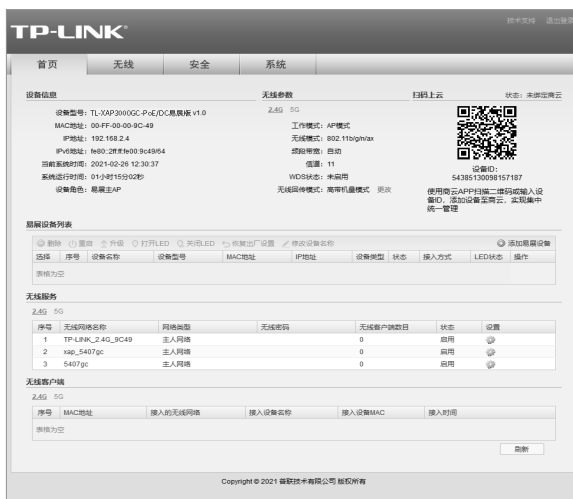 技术支持 退出登录
TP-LINK®
首页 无线 安全 系统
设备信息
设备型号: TL-XAP3000GC-PoE/DC易展版 v1.0
MAC地址: 00-FF-00-00-9C-49
IP地址: 192.168.2.4
IPv6地址: fe80::2ff:ff:fe00:9c49/64
当前系统时间: 2021-02-26 12:30:37
系统运行时间: 01小时15分02秒
设备角色: 易展主AP
无线参数
2.4G 5G
工作模式: AP模式
无线模式: 802.11b/g/n/ax
频段带宽: 自动
信道: 11
WDS状态: 未启用
无线回传模式: 高带机量模式 更改
扫码上云 状态: 未绑定商云
设备ID:
54385130098157187
使用商云APP扫描二维码或输入设
备ID，添加设备至商云，实现集中
统一管理
易展设备列表
删除 重启 升级 打开LED 关闭LED 恢复出厂设置 修改设备名称 添加易展设备
选择 序号 设备名称 设备型号 MAC地址 IP地址 设备类型 状态 接入方式 LED状态 操作
表格为空
无线服务
2.4G 5G
序号 无线网络名称 网络类型 无线密码 无线客户端数目 状态 设置
1 TP-LINK_2.4G_9C49 主人网络 0 启用
2 xap_5407gc 主人网络 0 启用
3 5407gc 主人网络 0 启用
无线客户端
2.4G 5G
序号 MAC地址 接入的无线网络 接入设备名称 接入设备MAC 接入时间
表格为空
刷新
Copyright © 2021 普联技术有限公司 版权所有